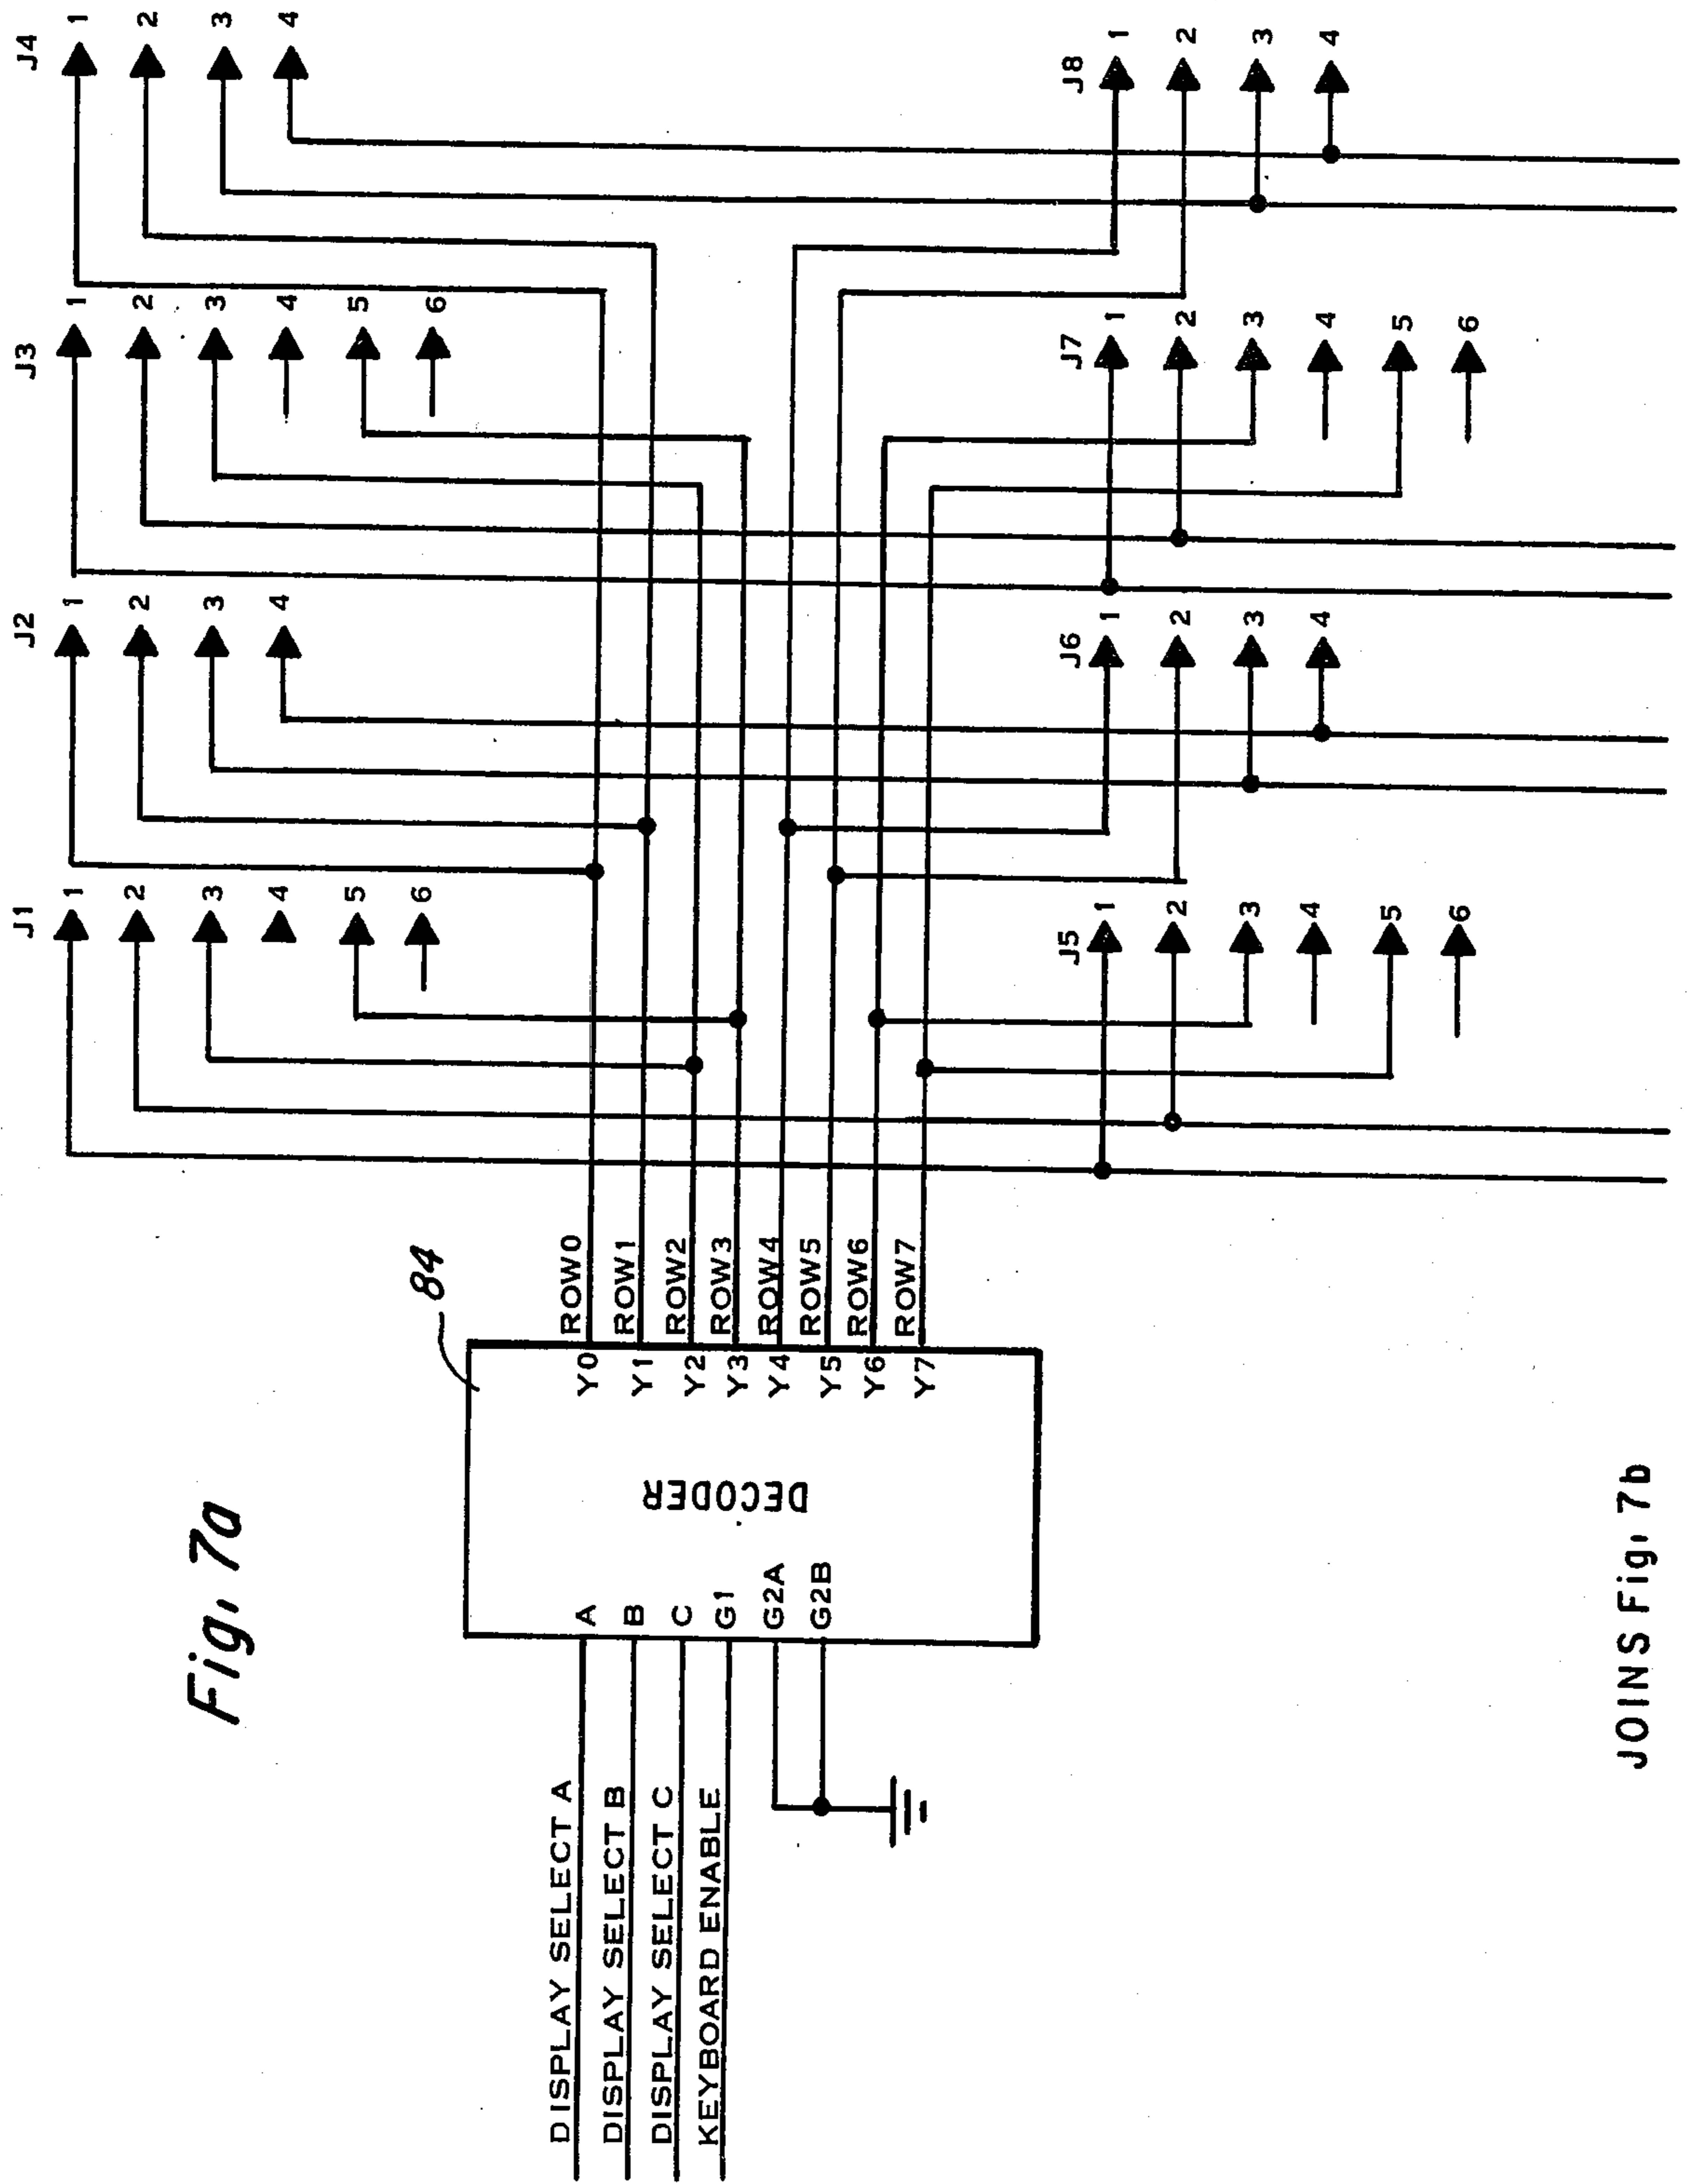 Fig. 7a
84
DECODER
DISPLAY SELECT A
DISPLAY SELECT B
DISPLAY SELECT C
KEYBOARD ENABLE
A
B
C
G1
G2A
G2B
Y0
Y1
Y2
Y3
Y4
Y5
Y6
Y7
ROW0
ROW1
ROW2
ROW3
ROW4
ROW5
ROW6
ROW7
J1
1
2
3
4
5
6
J2
1
2
3
4
J3
1
2
3
4
5
6
J4
1
2
3
4
J5
1
2
3
4
5
6
J6
1
2
3
4
J7
1
2
3
4
5
6
J8
1
2
3
4
JOINS Fig. 7b